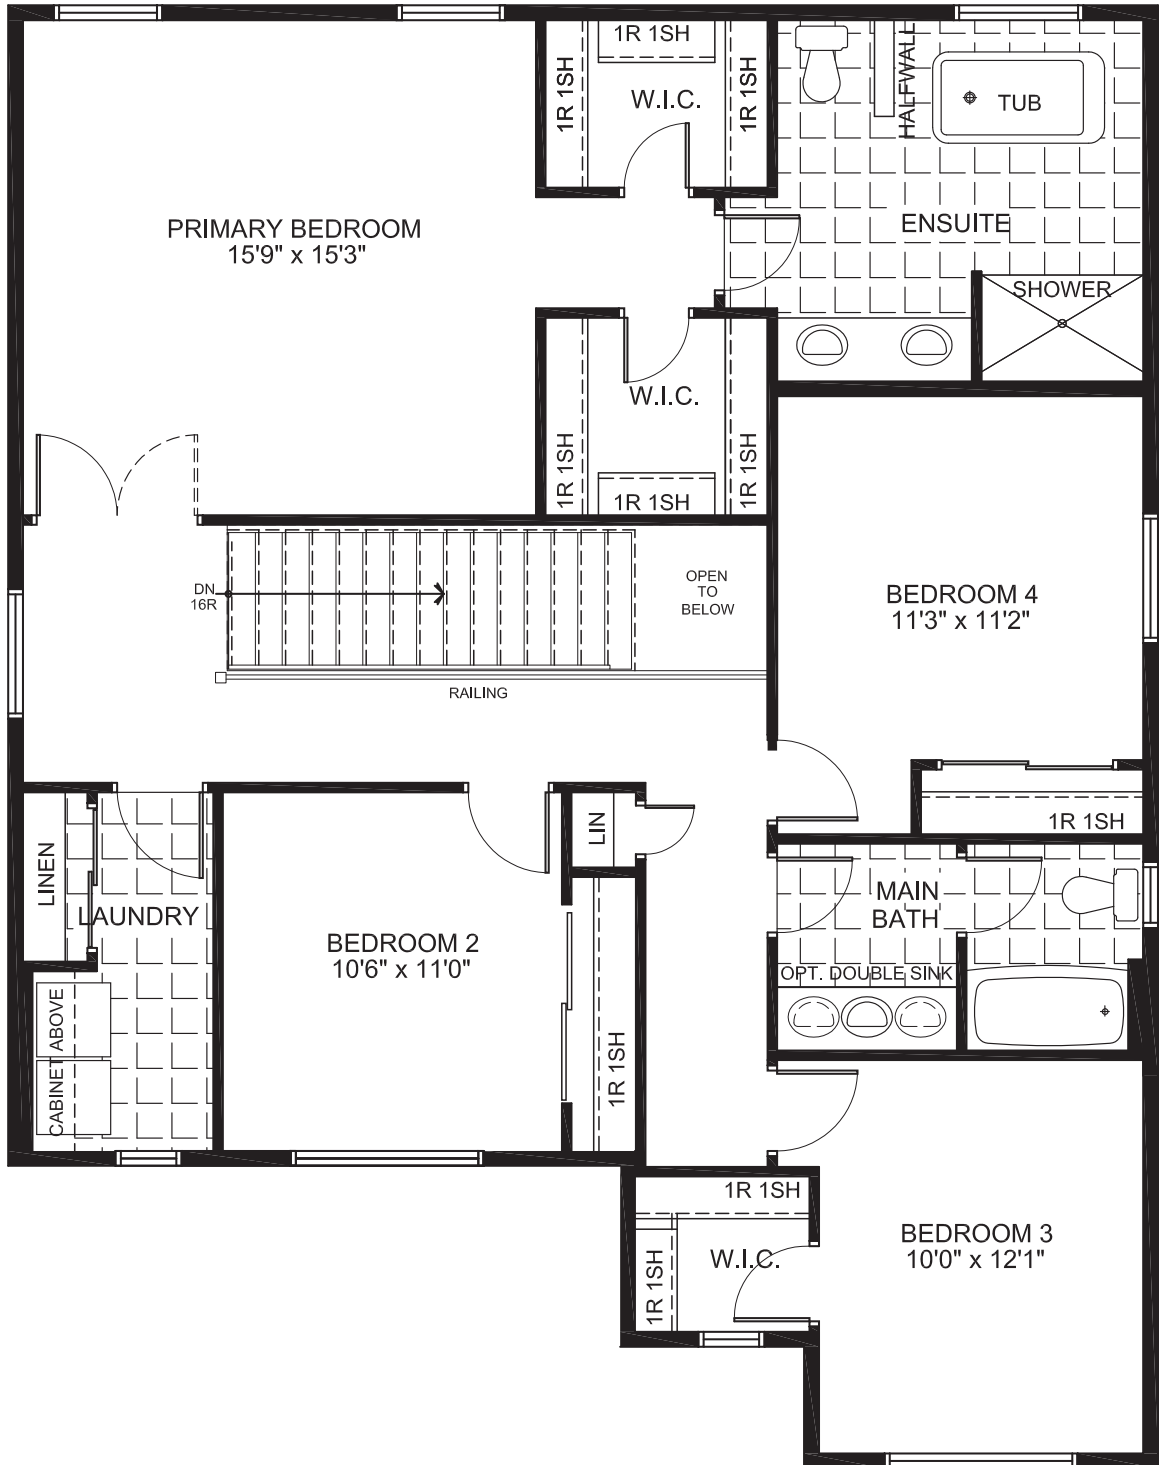 1R 1SH
1R 1SH
1R 1SH
W.I.C.
HALFWALL
TUB
PRIMARY BEDROOM
15'9" x 15'3"
ENSUITE
SHOWER
W.I.C.
1R 1SH
1R 1SH
1R 1SH
DN
16R
OPEN
TO
BELOW
RAILING
BEDROOM 4
11'3" x 11'2"
1R 1SH
LINEN
LAUNDRY
CABINET ABOVE
LIN
BEDROOM 2
10'6" x 11'0"
1R 1SH
MAIN
BATH
OPT. DOUBLE SINK
1R 1SH
1R 1SH
W.I.C.
BEDROOM 3
10'0" x 12'1"